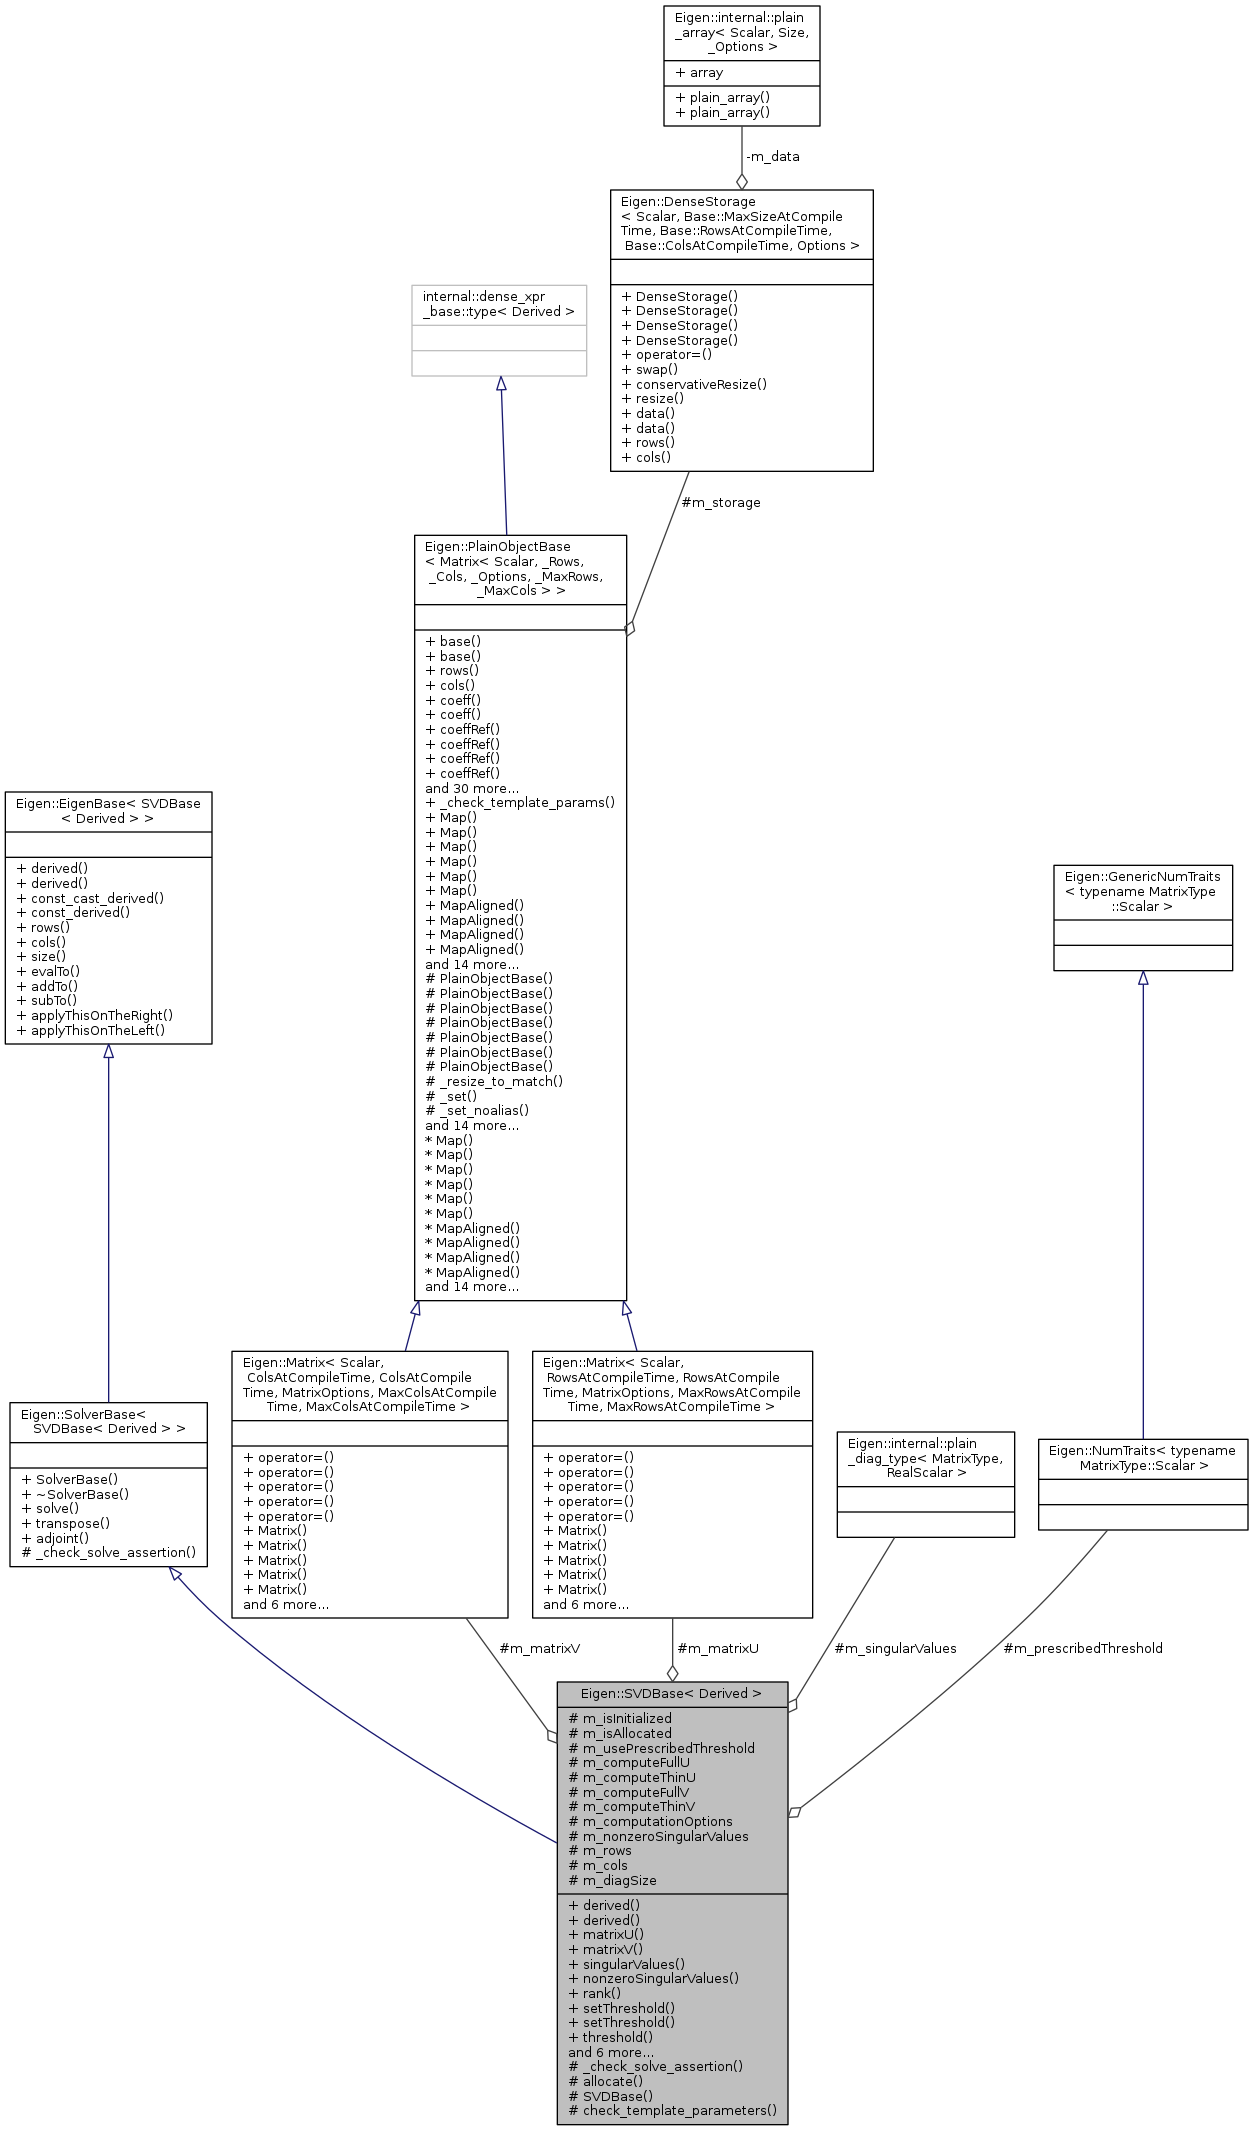 Eigen::internal::plain
_array< Scalar, Size,
_Options >
+ array
+ plain_array()
+ plain_array()
-m_data
Eigen::DenseStorage
< Scalar, Base::MaxSizeAtCompile
Time, Base::RowsAtCompileTime,
Base::ColsAtCompileTime, Options >
+ DenseStorage()
+ DenseStorage()
+ DenseStorage()
+ DenseStorage()
+ operator=()
+ swap()
+ conservativeResize()
+ resize()
+ data()
+ data()
+ rows()
+ cols()
internal::dense_xpr
_base::type< Derived >
#m_storage
Eigen::PlainObjectBase
< Matrix< Scalar, _Rows,
_Cols, _Options, _MaxRows,
_MaxCols > >
+ base()
+ base()
+ rows()
+ cols()
+ coeff()
+ coeff()
+ coeffRef()
+ coeffRef()
+ coeffRef()
+ coeffRef()
and 30 more...
+ _check_template_params()
+ Map()
+ Map()
+ Map()
+ Map()
+ Map()
+ Map()
+ MapAligned()
+ MapAligned()
+ MapAligned()
+ MapAligned()
and 14 more...
# PlainObjectBase()
# PlainObjectBase()
# PlainObjectBase()
# PlainObjectBase()
# PlainObjectBase()
# PlainObjectBase()
# PlainObjectBase()
# _resize_to_match()
# _set()
# _set_noalias()
and 14 more...
* Map()
* Map()
* Map()
* Map()
* Map()
* Map()
* MapAligned()
* MapAligned()
* MapAligned()
* MapAligned()
and 14 more...
Eigen::EigenBase< SVDBase
< Derived > >
+ derived()
+ derived()
+ const_cast_derived()
+ const_derived()
+ rows()
+ cols()
+ size()
+ evalTo()
+ addTo()
+ subTo()
+ applyThisOnTheRight()
+ applyThisOnTheLeft()
Eigen::GenericNumTraits
< typename MatrixType
::Scalar >
Eigen::SolverBase<
SVDBase< Derived > >
+ SolverBase()
+ ~SolverBase()
+ solve()
+ transpose()
+ adjoint()
# _check_solve_assertion()
Eigen::Matrix< Scalar,
ColsAtCompileTime, ColsAtCompile
Time, MatrixOptions, MaxColsAtCompile
Time, MaxColsAtCompileTime >
+ operator=()
+ operator=()
+ operator=()
+ operator=()
+ operator=()
+ Matrix()
+ Matrix()
+ Matrix()
+ Matrix()
+ Matrix()
and 6 more...
Eigen::Matrix< Scalar,
RowsAtCompileTime, RowsAtCompile
Time, MatrixOptions, MaxRowsAtCompile
Time, MaxRowsAtCompileTime >
+ operator=()
+ operator=()
+ operator=()
+ operator=()
+ operator=()
+ Matrix()
+ Matrix()
+ Matrix()
+ Matrix()
+ Matrix()
and 6 more...
Eigen::internal::plain
_diag_type< MatrixType,
RealScalar >
Eigen::NumTraits< typename
MatrixType::Scalar >
#m_matrixV
#m_matrixU
#m_singularValues
#m_prescribedThreshold
Eigen::SVDBase< Derived >
# m_isInitialized
# m_isAllocated
# m_usePrescribedThreshold
# m_computeFullU
# m_computeThinU
# m_computeFullV
# m_computeThinV
# m_computationOptions
# m_nonzeroSingularValues
# m_rows
# m_cols
# m_diagSize
+ derived()
+ derived()
+ matrixU()
+ matrixV()
+ singularValues()
+ nonzeroSingularValues()
+ rank()
+ setThreshold()
+ setThreshold()
+ threshold()
and 6 more...
# _check_solve_assertion()
# allocate()
# SVDBase()
# check_template_parameters()